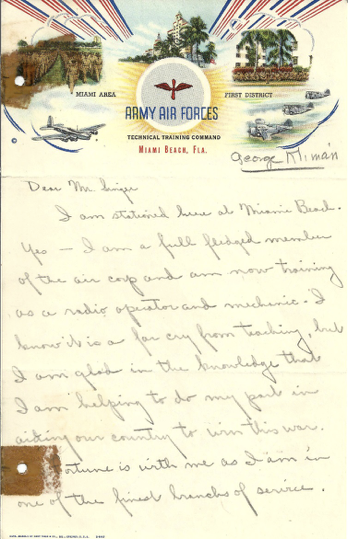 MIAMI AREA
FIRST DISTRICT
ARMY AIR FORCES
TECHNICAL TRAINING COMMAND
MIAMI BEACH, FLA.
George
Dear Mr. Singer
I am stationed here at Miami Beach.
Yes — I am a full fledged member
of the air corp and am now training
as a radio operator and mechanic. I
know it is a far cry from teaching, but
I am glad in the knowledge that
I am helping to do my part in
aiding our country to win this war.
ortune is with me as I am in
one of the finest branchs of service.